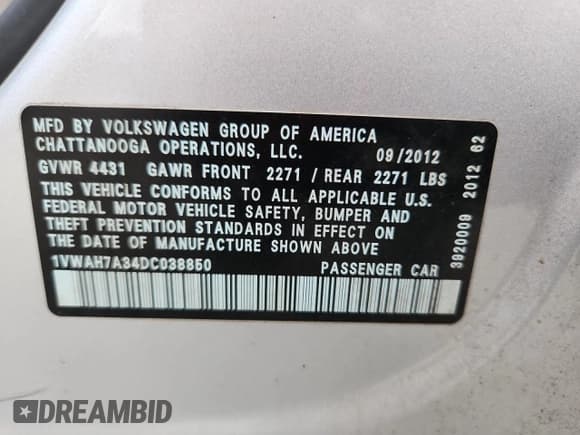 MFD BY VOLKSWAGEN GROUP OF AMERICA
CHATTANOOGA OPERATIONS, LLC. 09/2012
GVWR 4431 GAWR FRONT 2271 / REAR 2271 LBS
THIS VEHICLE CONFORMS TO ALL APPLICABLE U.S.
FEDERAL MOTOR VEHICLE SAFETY, BUMPER AND
THEFT PREVENTION STANDARDS IN EFFECT ON
THE DATE OF MANUFACTURE SHOWN ABOVE
1VWAH7A34DC038850 PASSENGER CAR
3920009 2012 62
DREAMBID